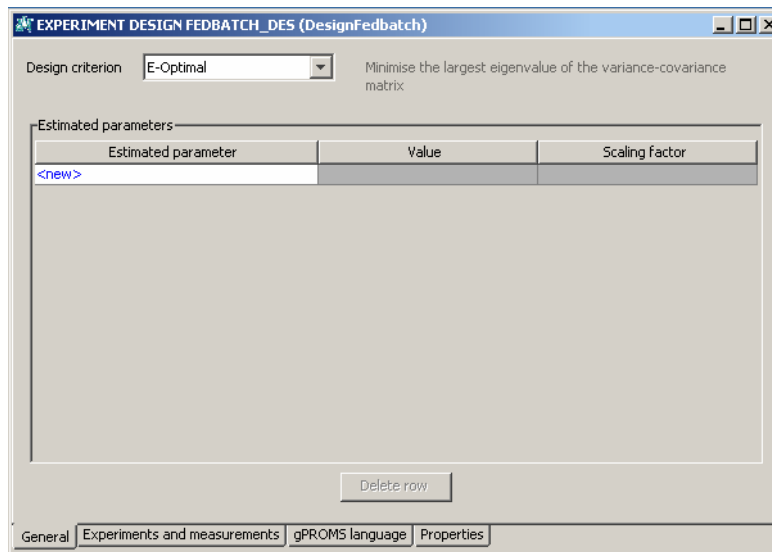 EXPERIMENT DESIGN FEDBATCH_DES (DesignFedbatch)
Design criterion E-Optimal Minimise the largest eigenvalue of the variance-covariance
matrix
Estimated parameters
Estimated parameter Value Scaling factor
<new>
Delete row
General Experiments and measurements gPROMS language Properties